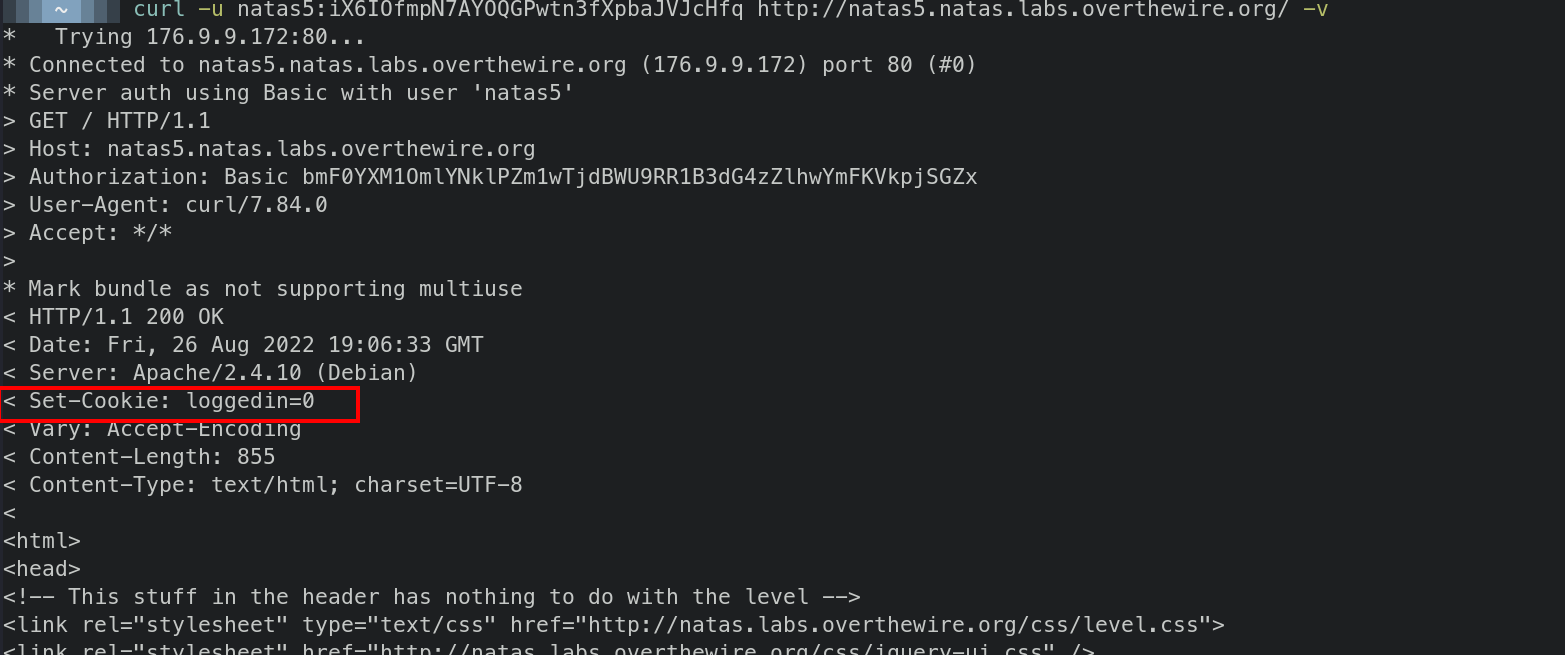 ~ curl -u natas5:iX6IOfmpN7AYOQGPwtn3fXpbaJVJcHfq http://natas5.natas.labs.overthewire.org/ -v
*   Trying 176.9.9.172:80...
* Connected to natas5.natas.labs.overthewire.org (176.9.9.172) port 80 (#0)
* Server auth using Basic with user 'natas5'
> GET / HTTP/1.1
> Host: natas5.natas.labs.overthewire.org
> Authorization: Basic bmF0YXM1OmlYNklPZm1wTjdBWU9RR1B3dG4zZlhwYmFKVkpjSGZx
> User-Agent: curl/7.84.0
> Accept: */*
>
* Mark bundle as not supporting multiuse
< HTTP/1.1 200 OK
< Date: Fri, 26 Aug 2022 19:06:33 GMT
< Server: Apache/2.4.10 (Debian)
< Set-Cookie: loggedin=0
< Vary: Accept-Encoding
< Content-Length: 855
< Content-Type: text/html; charset=UTF-8
<
<html>
<head>
<!-- This stuff in the header has nothing to do with the level -->
<link rel="stylesheet" type="text/css" href="http://natas.labs.overthewire.org/css/level.css">
<link rel="stylesheet" href="http://natas.labs.overthewire.org/css/jquery-ui.css" />